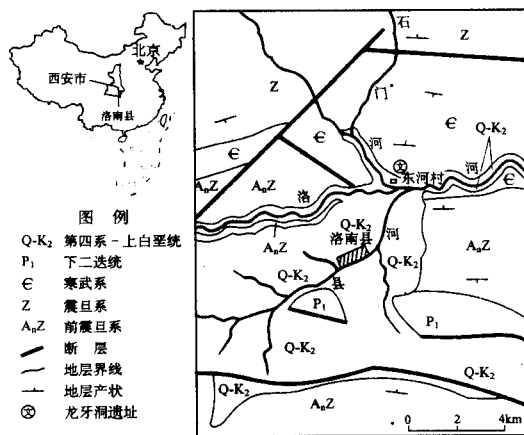 北京
西安市
洛南县
图 例
Q-K₂ 第四系-上白垩统
P₁ 下二迭统
Є 寒武系
Z 震旦系
AnZ 前震旦系
断 层
地层界线
地层产状
文 龙牙洞遗址
石
门
河
Z
Z
Є
Є
Є
Є
Q-K₂
文
东河村
河
AnZ
AnZ
洛
AnZ
Q-K₂
洛南县
河
县
Q-K₂
Q-K₂
AnZ
P₁
P₁
Q-K₂
Q-K₂
Q-K₂
AnZ
0 2 4km